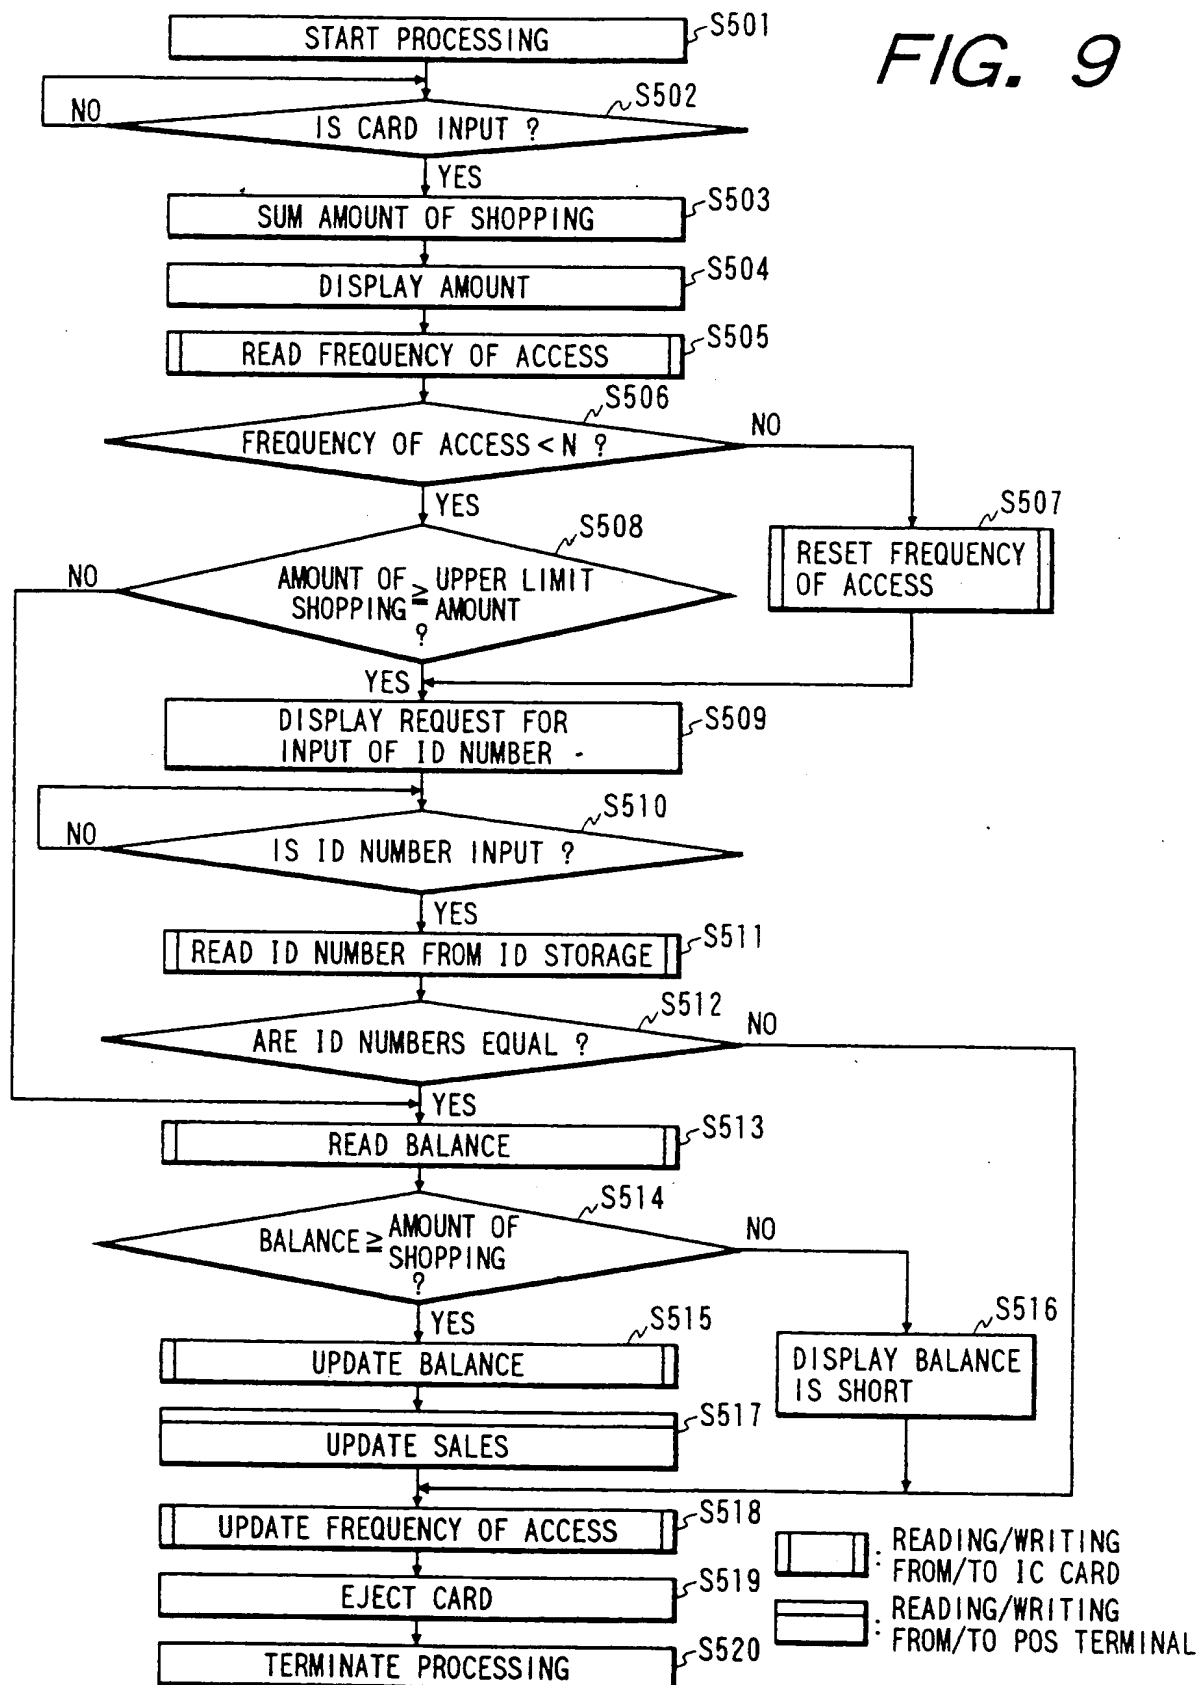 FIG. 9
START PROCESSING
S501
S502
NO
IS CARD INPUT ?
YES
SUM AMOUNT OF SHOPPING
S503
DISPLAY AMOUNT
S504
READ FREQUENCY OF ACCESS
S505
S506
FREQUENCY OF ACCESS < N ?
NO
YES
S507
RESET FREQUENCY
OF ACCESS
S508
NO
AMOUNT OF ≧ UPPER LIMIT
SHOPPING AMOUNT
?
YES
DISPLAY REQUEST FOR
INPUT OF ID NUMBER
S509
S510
NO
IS ID NUMBER INPUT ?
YES
READ ID NUMBER FROM ID STORAGE
S511
S512
ARE ID NUMBERS EQUAL ?
NO
YES
READ BALANCE
S513
S514
BALANCE ≧ AMOUNT OF
SHOPPING
?
NO
YES
S515
UPDATE BALANCE
S516
DISPLAY BALANCE
IS SHORT
S517
UPDATE SALES
UPDATE FREQUENCY OF ACCESS
S518
EJECT CARD
S519
TERMINATE PROCESSING
S520
: READING/WRITING
FROM/TO IC CARD
: READING/WRITING
FROM/TO POS TERMINAL